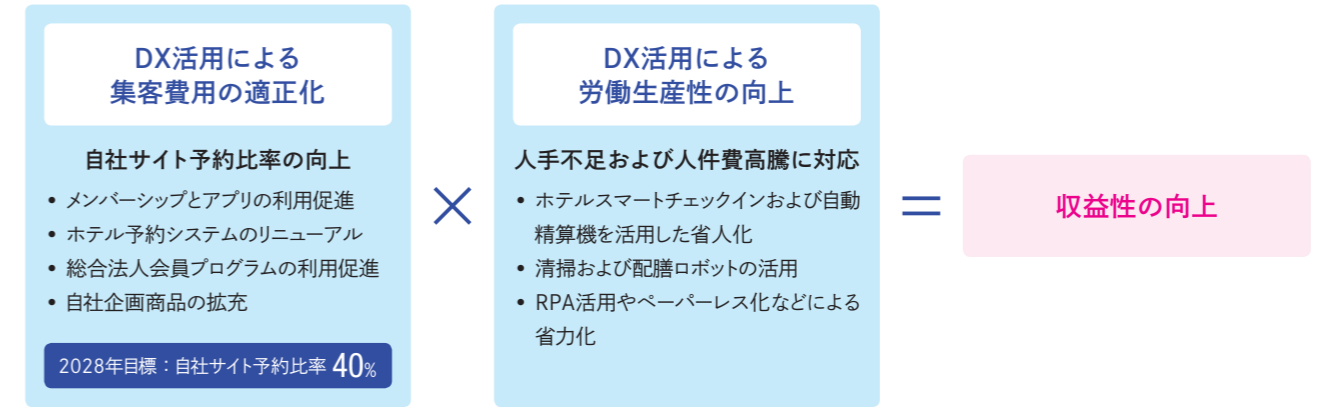 DX活用による
集客費用の適正化
自社サイト予約比率の向上
• メンバーシップとアプリの利用促進
• ホテル予約システムのリニューアル
• 総合法人会員プログラムの利用促進
• 自社企画商品の拡充
2028年目標：自社サイト予約比率 40%
×
DX活用による
労働生産性の向上
人手不足および人件費高騰に対応
• ホテルスマートチェックインおよび自動
精算機を活用した省人化
• 清掃および配膳ロボットの活用
• RPA活用やペーパーレス化などによる
省力化
=
収益性の向上